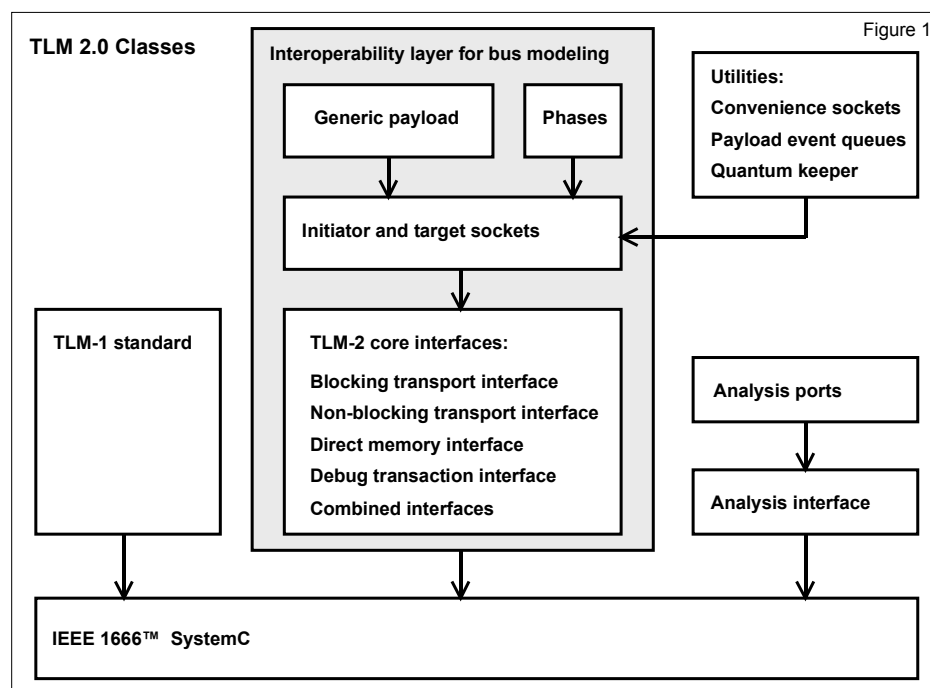 Figure 1
TLM 2.0 Classes
Interoperability layer for bus modeling
Generic payload
Phases
Utilities:
Convenience sockets
Payload event queues
Quantum keeper
Initiator and target sockets
TLM-1 standard
TLM-2 core interfaces:
Blocking transport interface
Non-blocking transport interface
Direct memory interface
Debug transaction interface
Combined interfaces
Analysis ports
Analysis interface
IEEE 1666™ SystemC